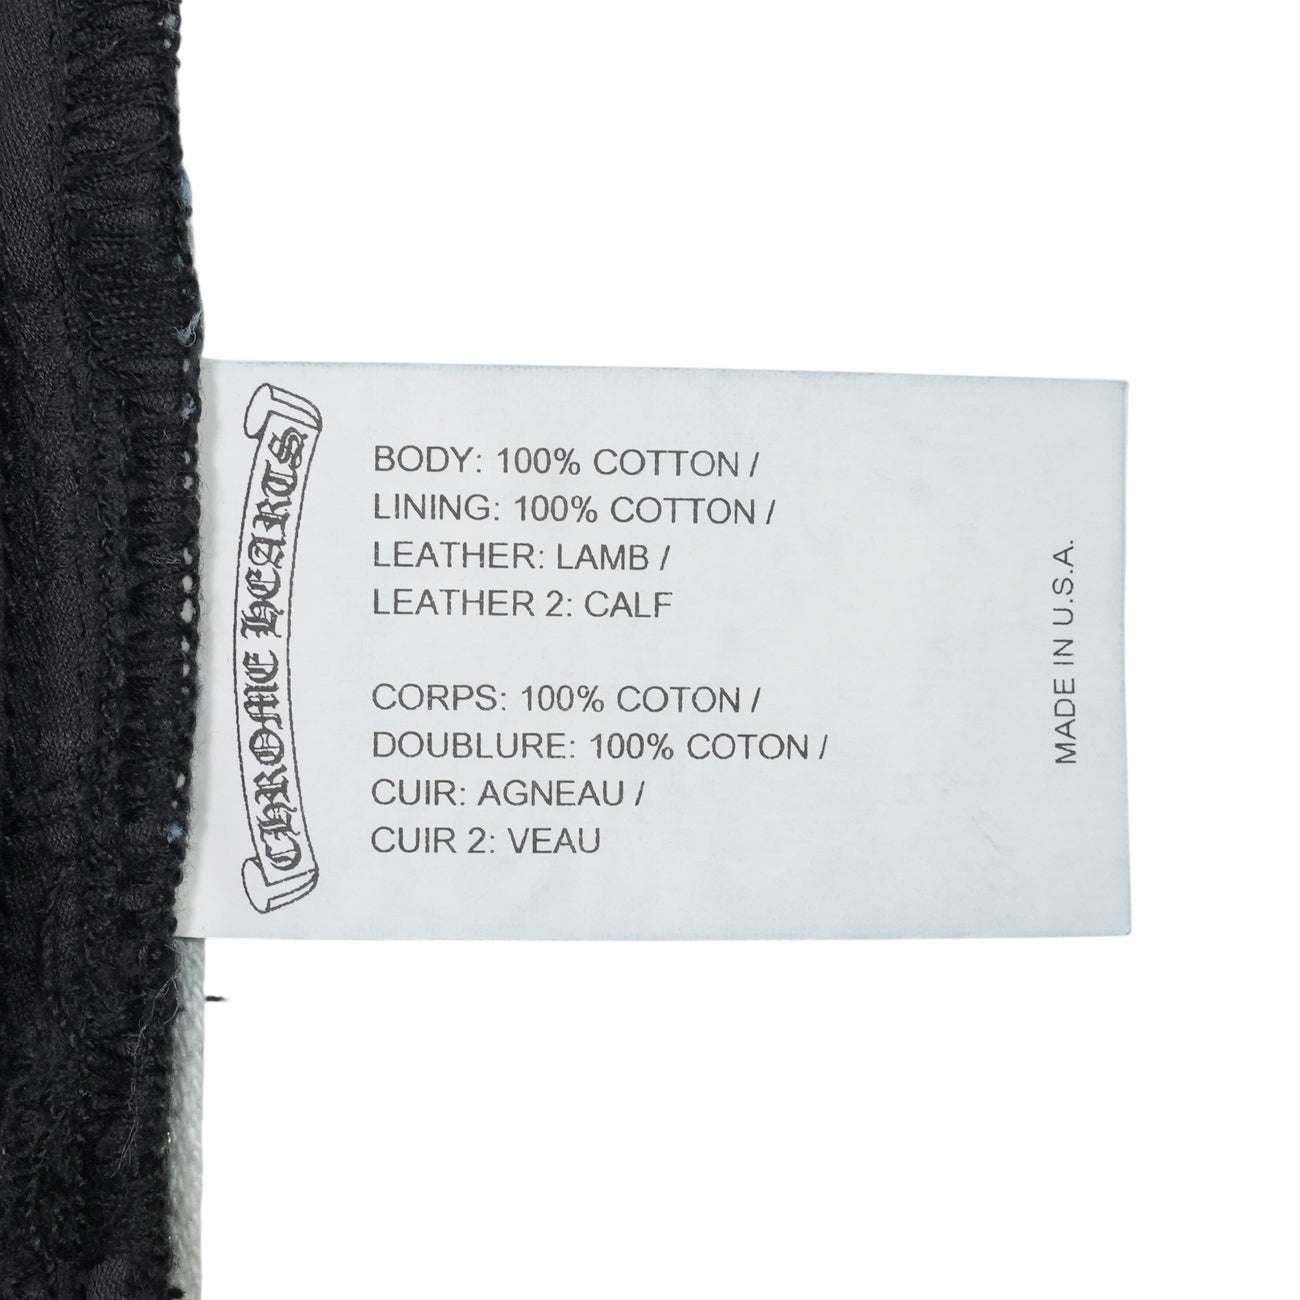 CHROME HEARTS
BODY: 100% COTTON /
LINING: 100% COTTON /
LEATHER: LAMB /
LEATHER 2: CALF
CORPS: 100% COTON /
DOUBLURE: 100% COTON /
CUIR: AGNEAU /
CUIR 2: VEAU
MADE IN U.S.A.